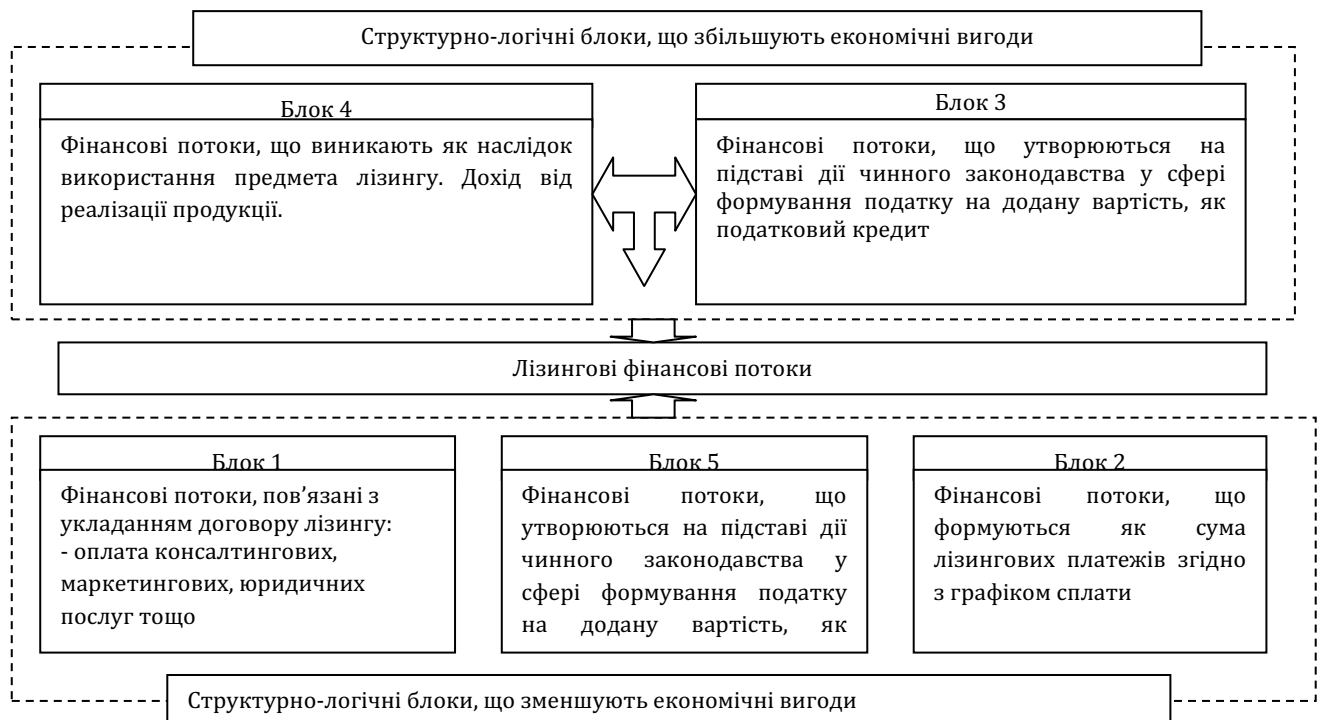 Структурно-логічні блоки, що збільшують економічні вигоди
Блок 4
Фінансові потоки, що виникають як наслідок
використання предмета лізингу. Дохід від
реалізації продукції.
Блок 3
Фінансові потоки, що утворюються на
підставі дії чинного законодавства у сфері
формування податку на додану вартість, як
податковий кредит
Лізингові фінансові потоки
Блок 1
Фінансові потоки, пов’язані з
укладанням договору лізингу:
- оплата консалтингових,
маркетингових, юридичних
послуг тощо
Блок 5
Фінансові потоки, що
утворюються на підставі дії
чинного законодавства у
сфері формування податку
на додану вартість, як
Блок 2
Фінансові потоки, що
формуються як сума
лізингових платежів згідно
з графіком сплати
Структурно-логічні блоки, що зменшують економічні вигоди